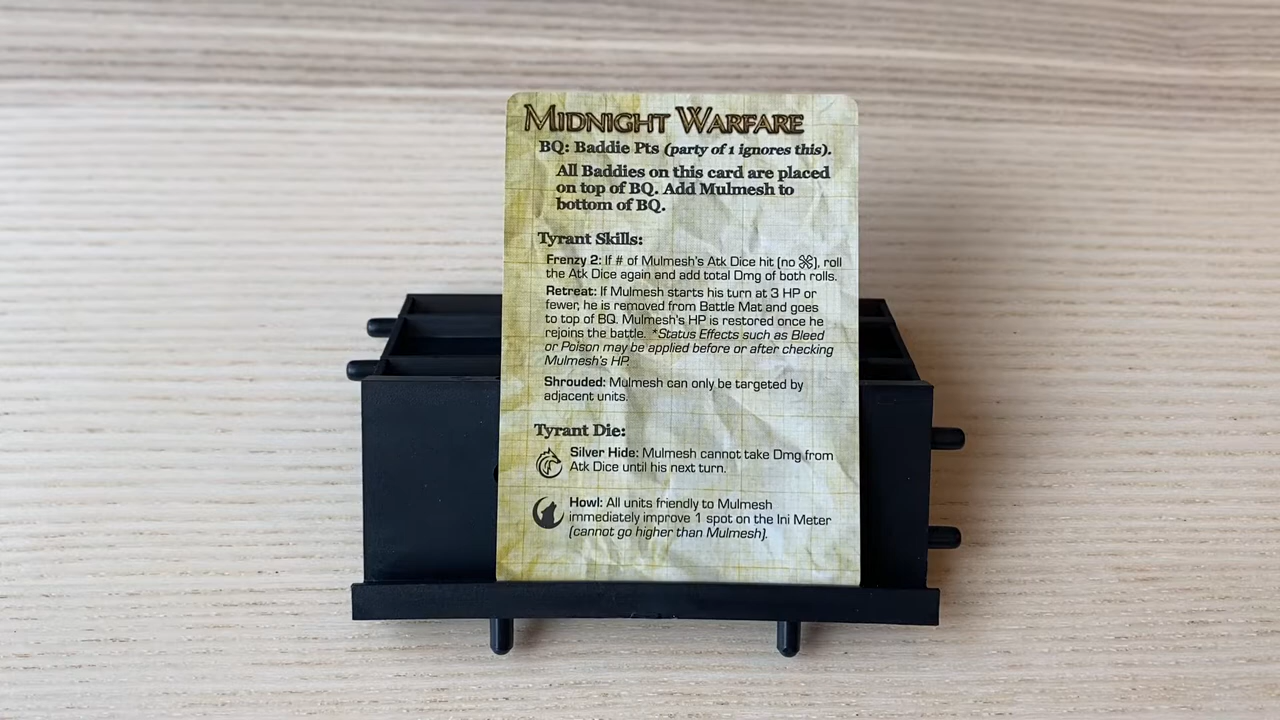 MIDNIGHT WARFARE
BQ: Baddie Pts (party of 1 ignores this).
All Baddies on this card are placed
on top of BQ. Add Mulmesh to
bottom of BQ.
Tyrant Skills:
Frenzy 2: If # of Mulmesh's Atk Dice hit (no ), roll
the Atk Dice again and add total Dmg of both rolls.
Retreat: If Mulmesh starts his turn at 3 HP or
fewer, he is removed from Battle Mat and goes
to top of BQ. Mulmesh's HP is restored once he
rejoins the battle. *Status Effects such as Bleed
or Poison may be applied before or after checking
Mulmesh's HP.
Shrouded: Mulmesh can only be targeted by
adjacent units.
Tyrant Die:
Silver Hide: Mulmesh cannot take Dmg from
Atk Dice until his next turn.
Howl: All units friendly to Mulmesh
immediately improve 1 spot on the Ini Meter
(cannot go higher than Mulmesh).